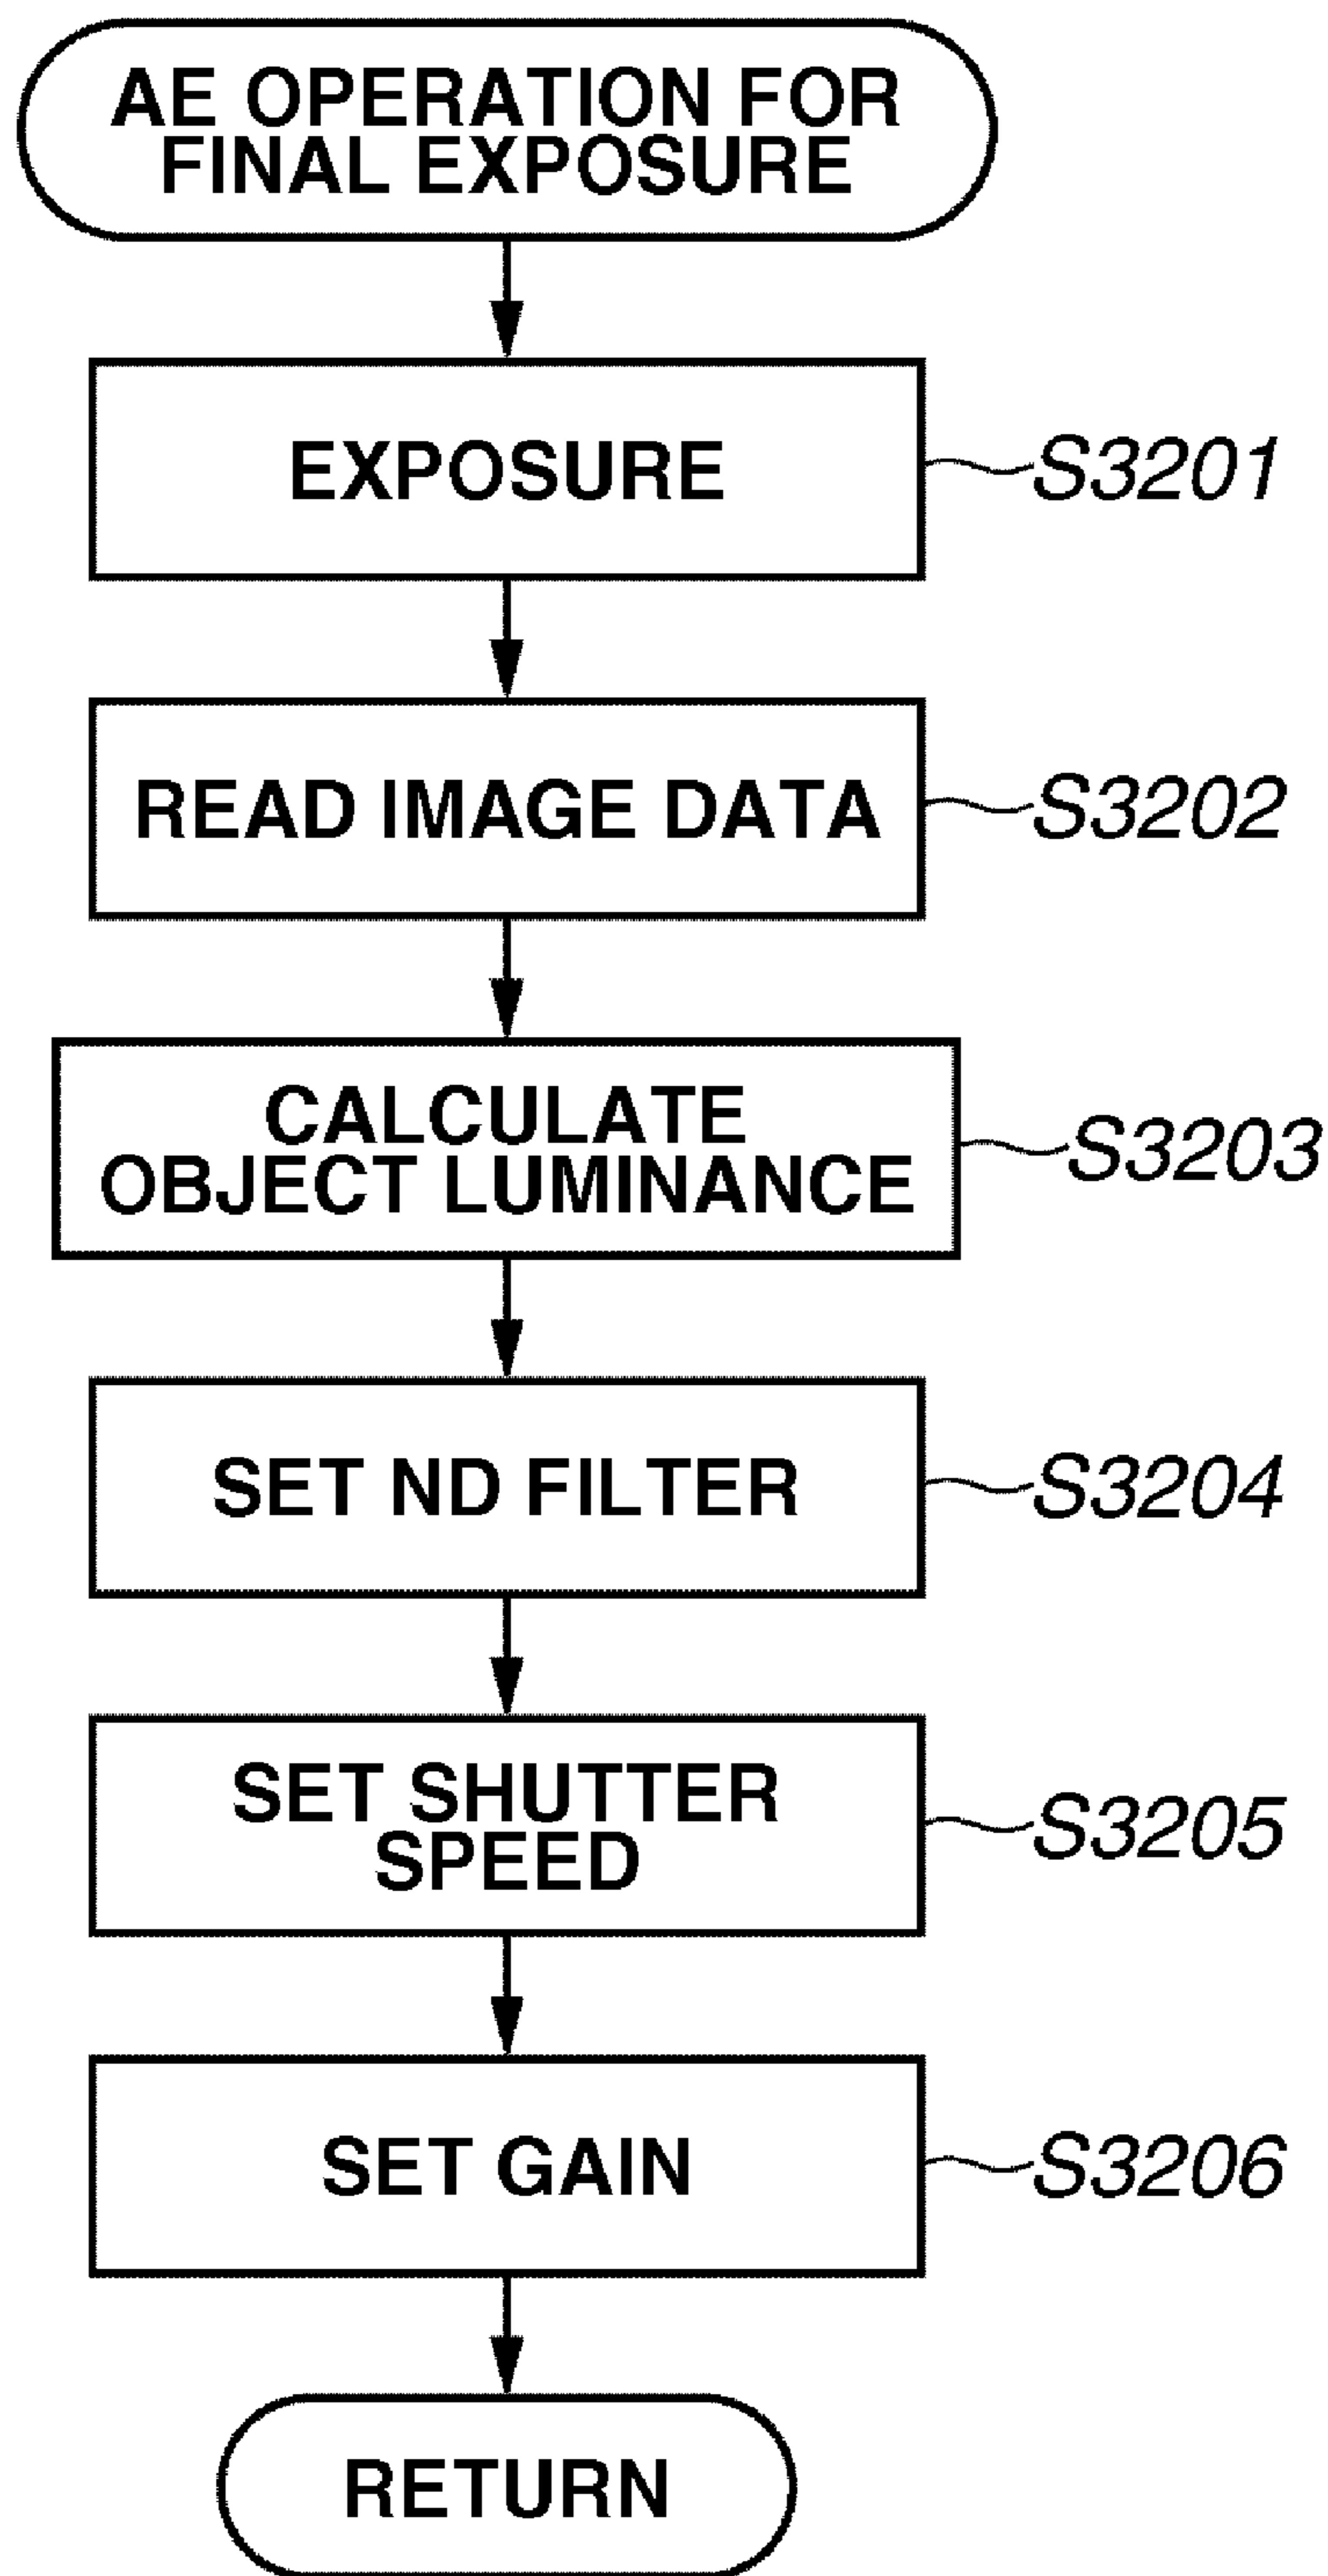 AE OPERATION FOR
FINAL EXPOSURE
EXPOSURE
S3201
READ IMAGE DATA
S3202
CALCULATE
OBJECT LUMINANCE
S3203
SET ND FILTER
S3204
SET SHUTTER
SPEED
S3205
SET GAIN
S3206
RETURN